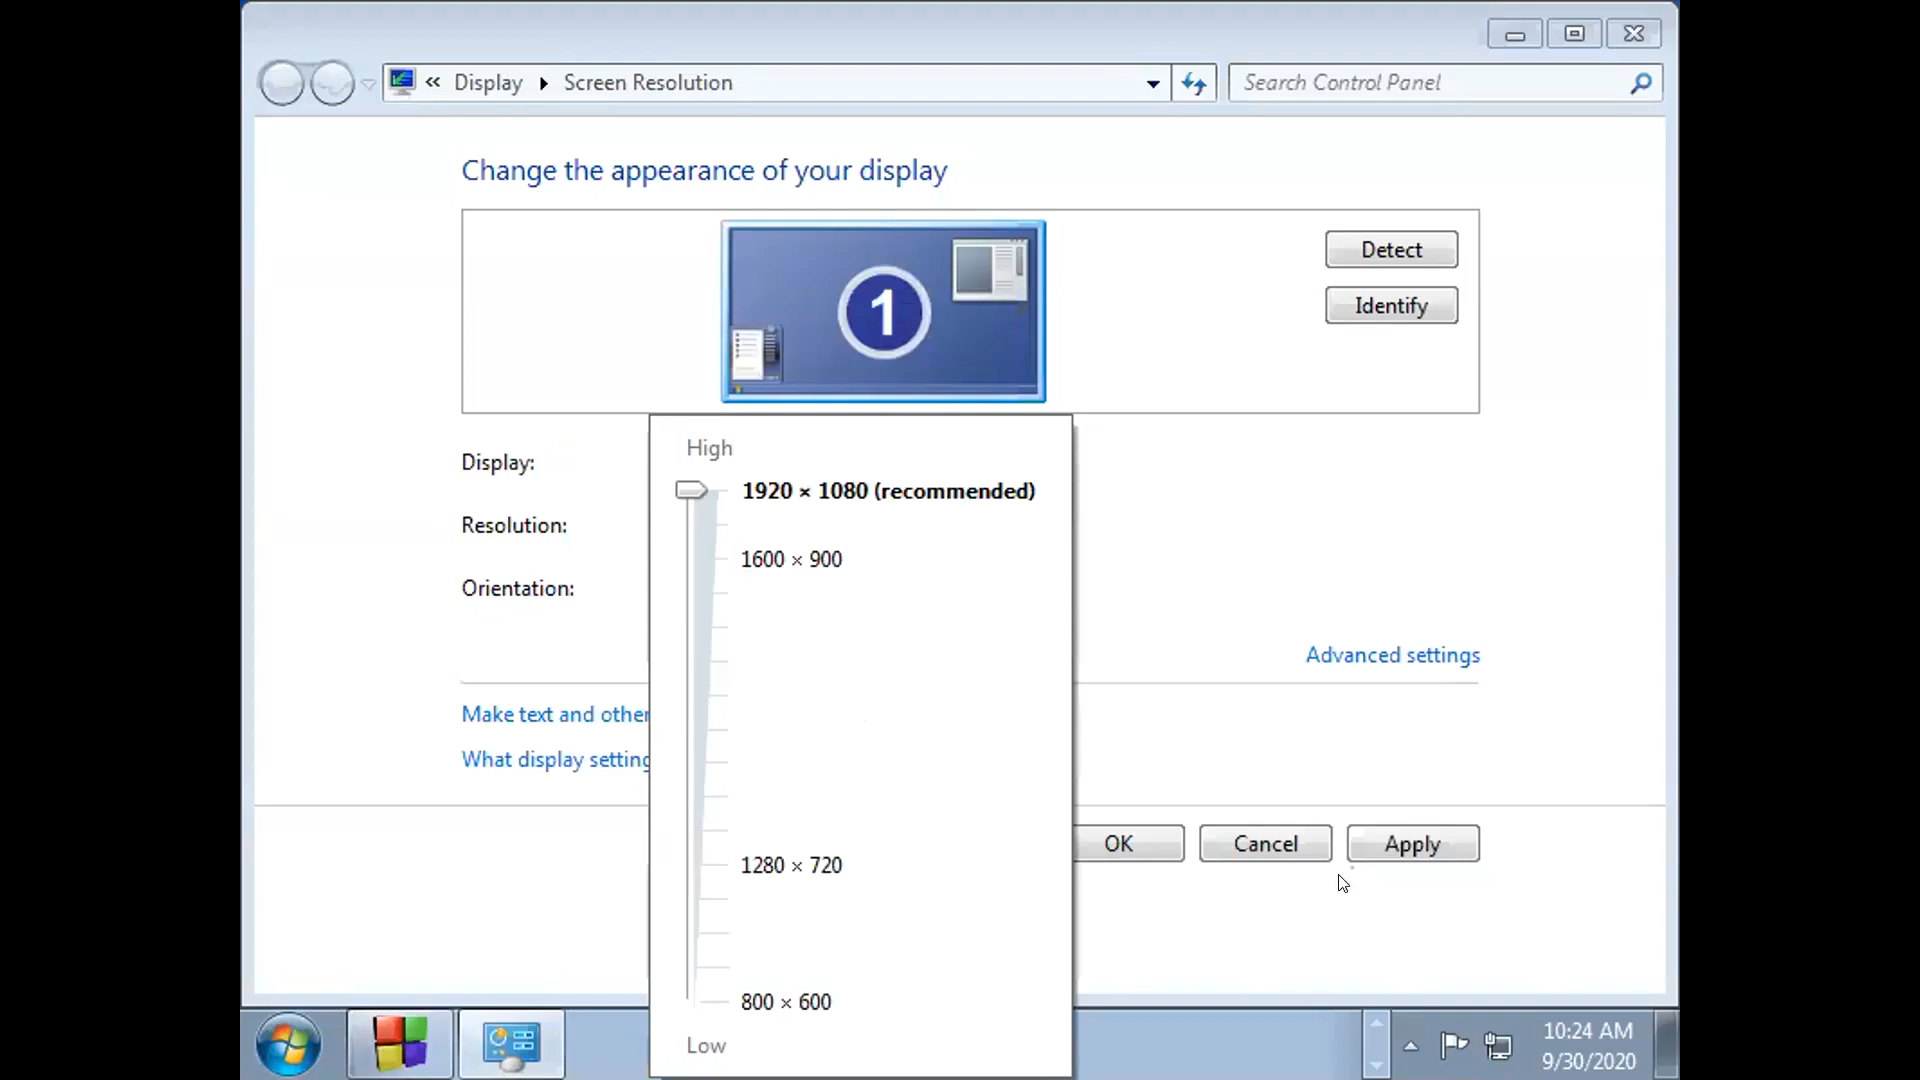 « Display ▸ Screen Resolution
Search Control Panel
Change the appearance of your display
1
Detect
Identify
Display:
Resolution:
Orientation:
High
1920 × 1080 (recommended)
1600 × 900
1280 × 720
800 × 600
Low
Advanced settings
Make text and other
What display setting
OK
Cancel
Apply
10:24 AM
9/30/2020